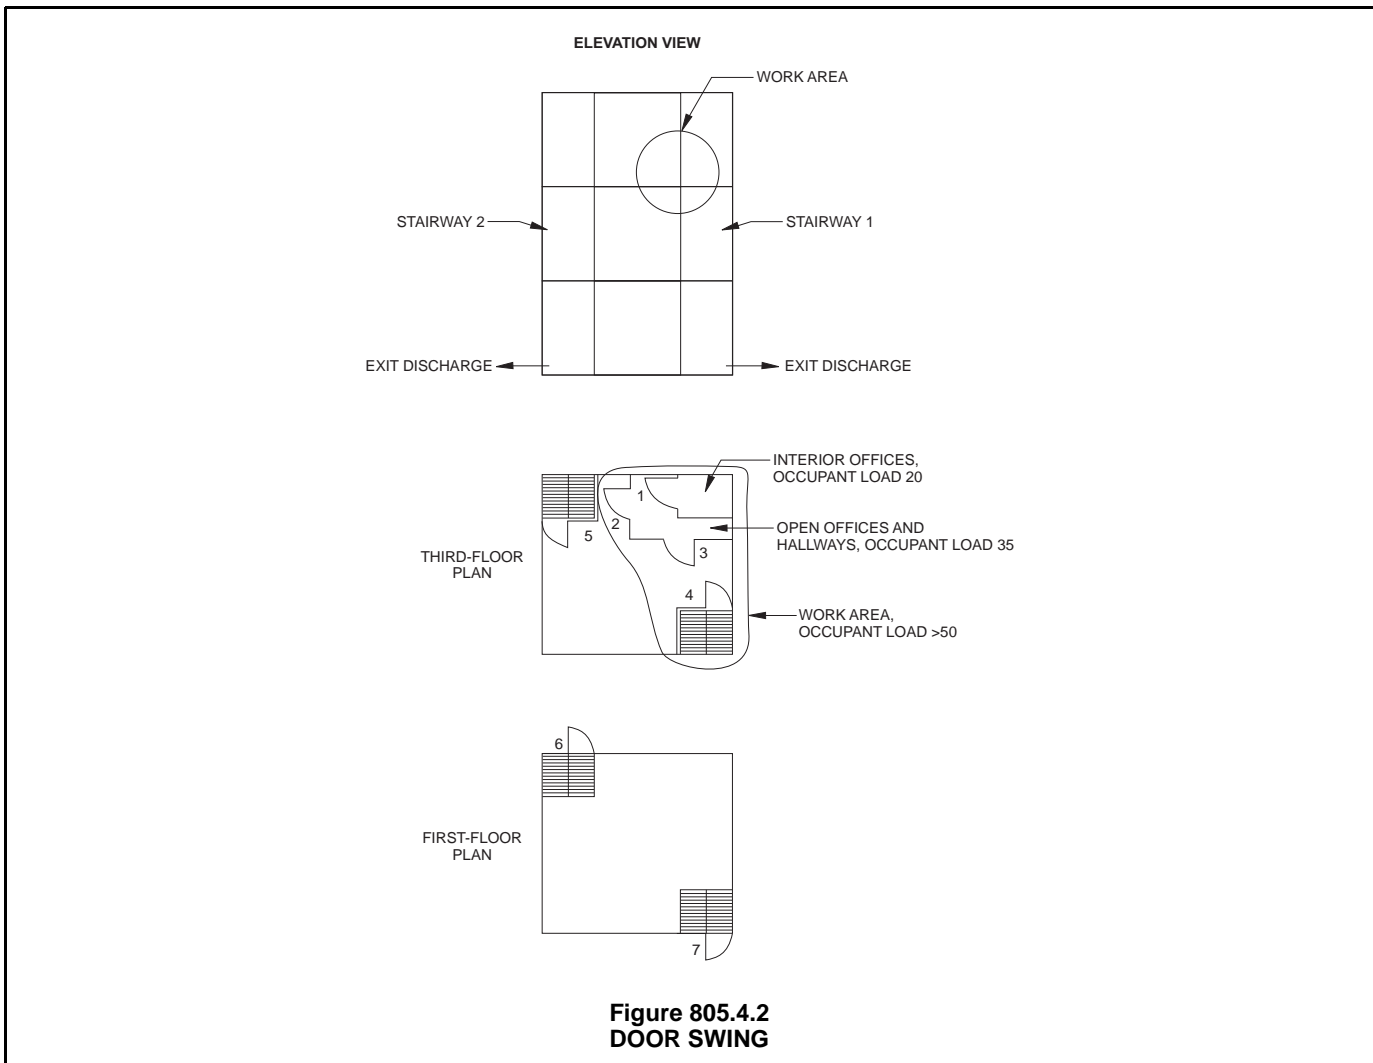 ELEVATION VIEW
WORK AREA
STAIRWAY 2
STAIRWAY 1
EXIT DISCHARGE
EXIT DISCHARGE
INTERIOR OFFICES,
OCCUPANT LOAD 20
1
2
OPEN OFFICES AND
HALLWAYS, OCCUPANT LOAD 35
5
3
THIRD-FLOOR
PLAN
4
WORK AREA,
OCCUPANT LOAD >50
6
FIRST-FLOOR
PLAN
7
Figure 805.4.2
DOOR SWING